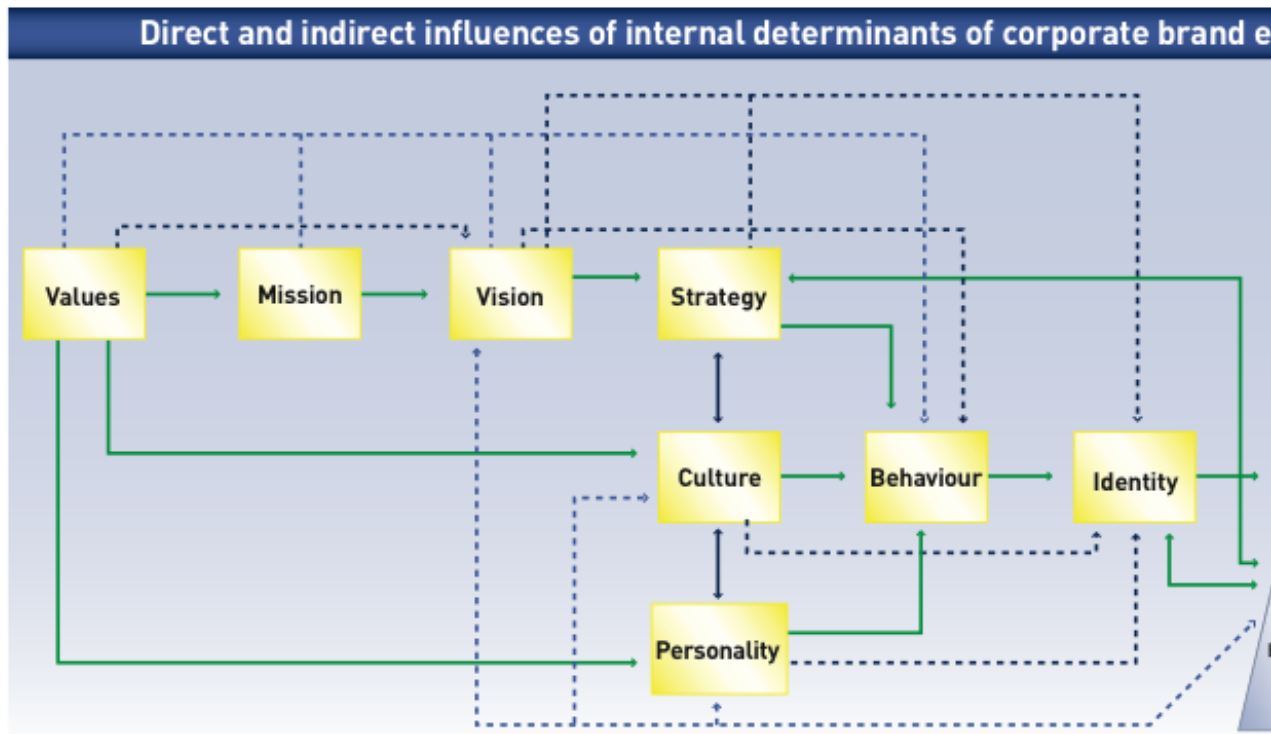 Direct and indirect influences of internal determinants of corporate brand e
Values
Mission
Vision
Strategy
Culture
Behaviour
Identity
Personality